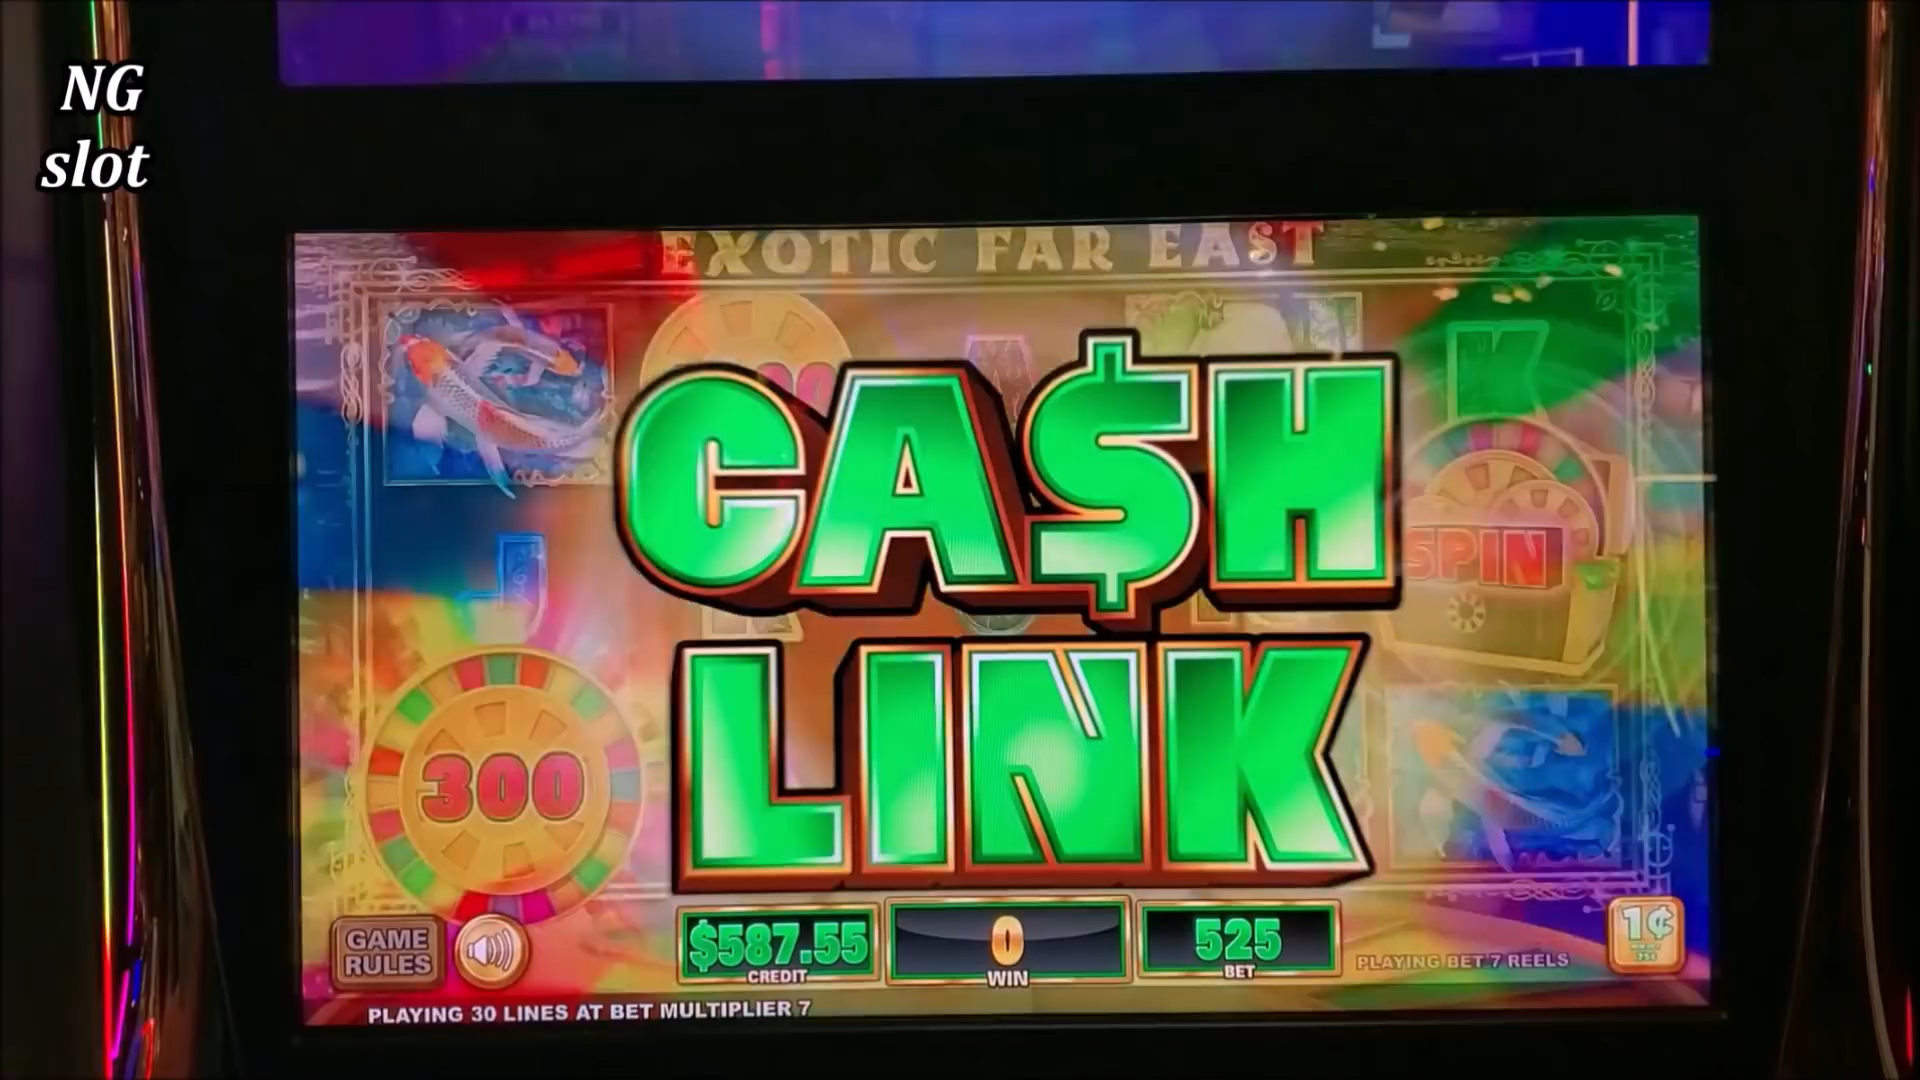 NG
slot
EXOTIC FAR EAST
K
CA$H
SPIN
LINK
300
GAME
RULES
$587.55
CREDIT
0
WIN
525
BET
PLAYING BET 7 REELS
1¢
PLAYING 30 LINES AT BET MULTIPLIER 7